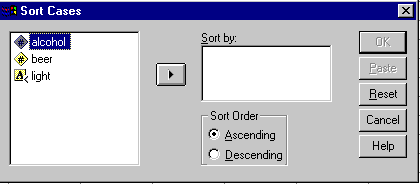 Sort Cases
alcohol
beer
light
Sort by:
Sort Order
Ascending
Descending
OK
Paste
Reset
Cancel
Help